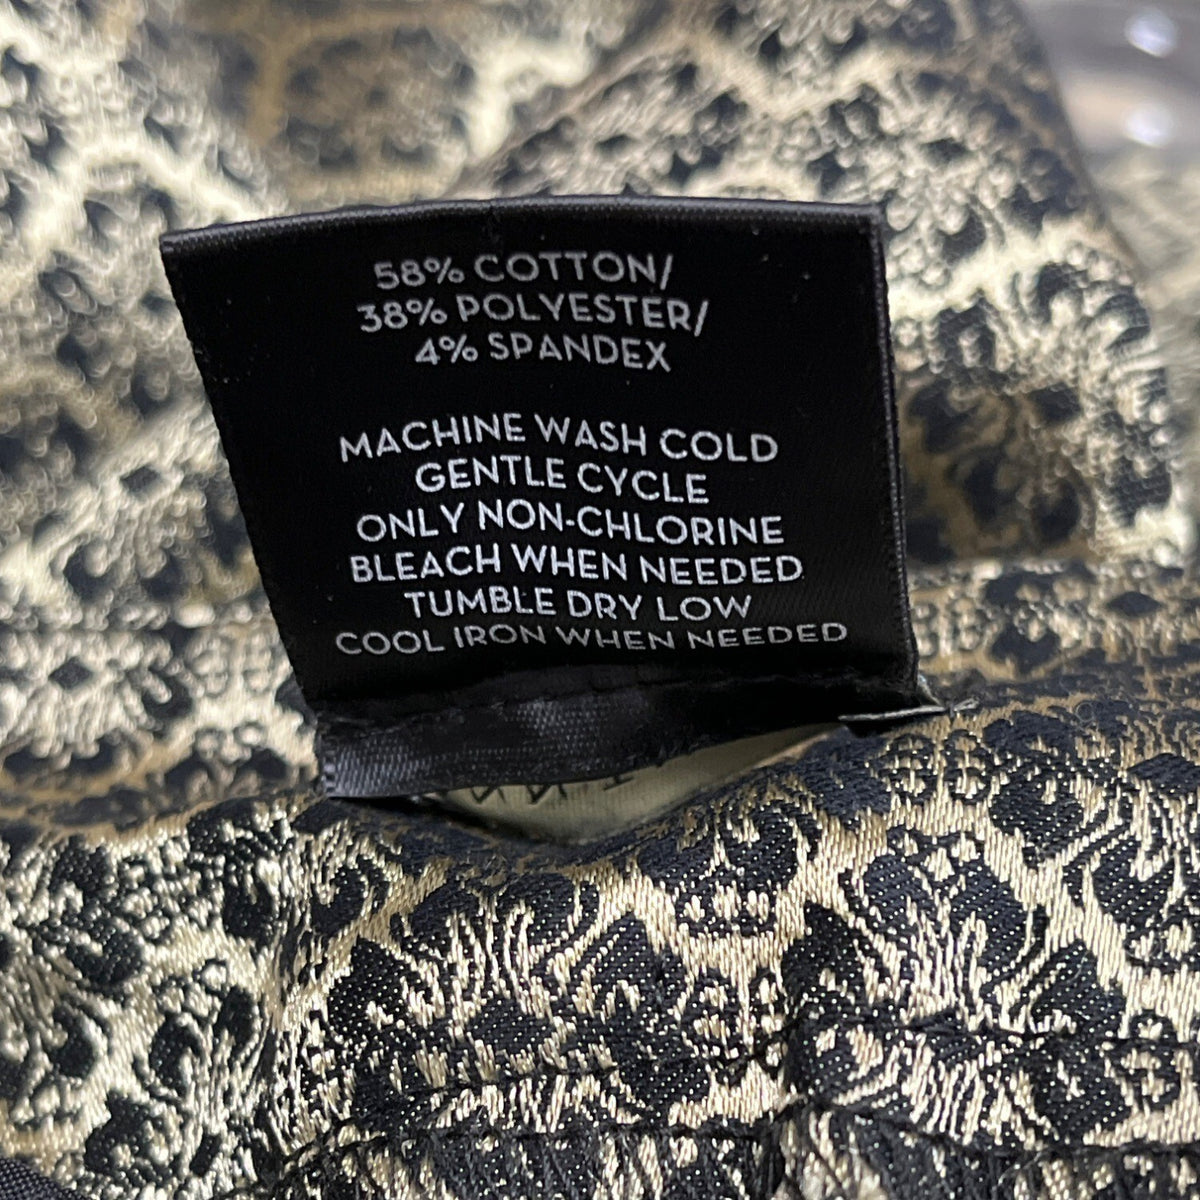 58% COTTON/
38% POLYESTER/
4% SPANDEX
MACHINE WASH COLD
GENTLE CYCLE
ONLY NON-CHLORINE
BLEACH WHEN NEEDED
TUMBLE DRY LOW
COOL IRON WHEN NEEDED